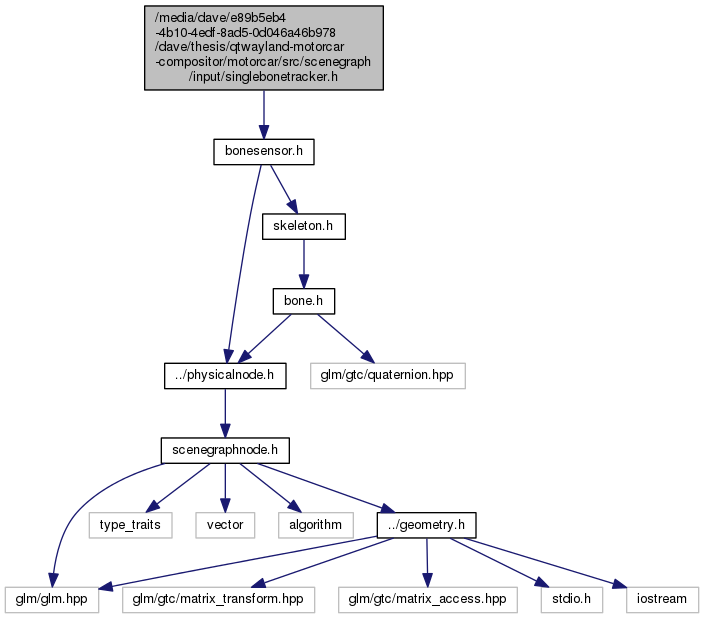 /media/dave/e89b5eb4
-4b10-4edf-8ad5-0d046a46b978
/dave/thesis/qtwayland-motorcar
-compositor/motorcar/src/scenegraph
/input/singlebonetracker.h
bonesensor.h
skeleton.h
bone.h
../physicalnode.h
glm/gtc/quaternion.hpp
scenegraphnode.h
type_traits
vector
algorithm
../geometry.h
glm/glm.hpp
glm/gtc/matrix_transform.hpp
glm/gtc/matrix_access.hpp
stdio.h
iostream